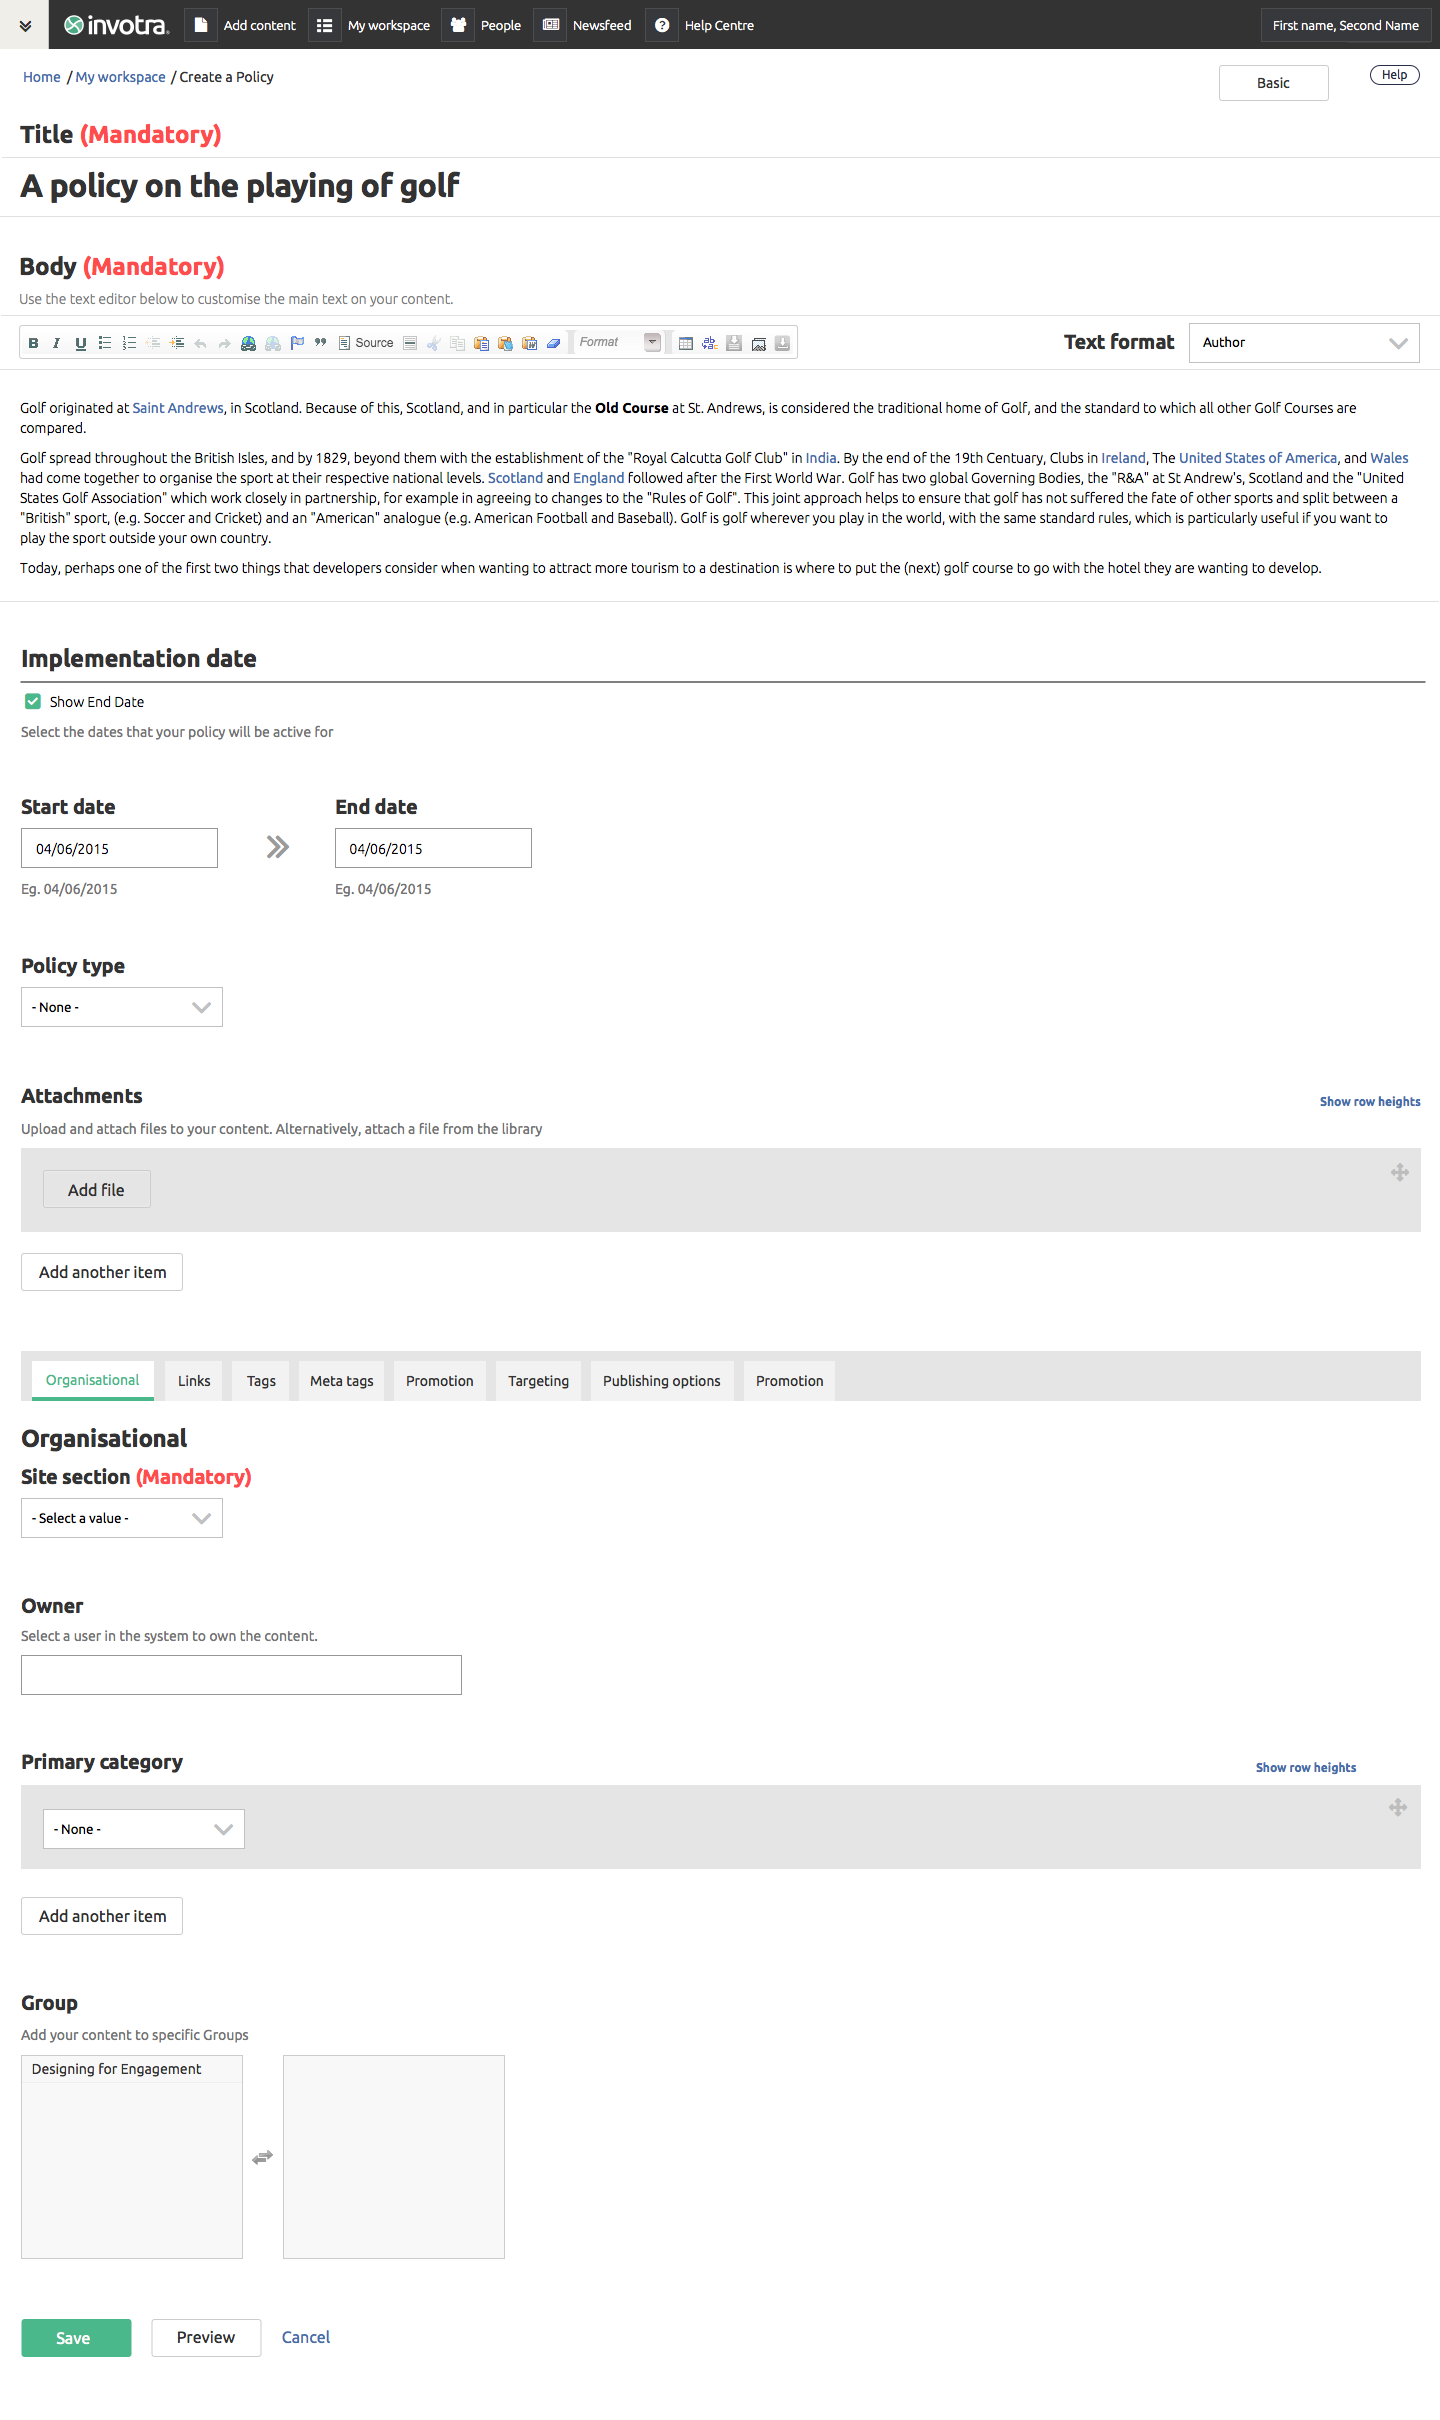 invotra. Add content My workspace People Newsfeed Help Centre First name, Second Name
Home / My workspace / Create a Policy Basic Help
Title (Mandatory)
A policy on the playing of golf
Body (Mandatory)
Use the text editor below to customise the main text on your content.
B I U Source Format Text format Author
Golf originated at Saint Andrews, in Scotland. Because of this, Scotland, and in particular the Old Course at St. Andrews, is considered the traditional home of Golf, and the standard to which all other Golf Courses are
compared.
Golf spread throughout the British Isles, and by 1829, beyond them with the establishment of the "Royal Calcutta Golf Club" in India. By the end of the 19th Centuary, Clubs in Ireland, The United States of America, and Wales
had come together to organise the sport at their respective national levels. Scotland and England followed after the First World War. Golf has two global Governing Bodies, the "R&A" at St Andrew's, Scotland and the "United
States Golf Association" which work closely in partnership, for example in agreeing to changes to the "Rules of Golf". This joint approach helps to ensure that golf has not suffered the fate of other sports and split between a
"British" sport, (e.g. Soccer and Cricket) and an "American" analogue (e.g. American Football and Baseball). Golf is golf wherever you play in the world, with the same standard rules, which is particularly useful if you want to
play the sport outside your own country.
Today, perhaps one of the first two things that developers consider when wanting to attract more tourism to a destination is where to put the (next) golf course to go with the hotel they are wanting to develop.
Implementation date
Show End Date
Select the dates that your policy will be active for
Start date End date
04/06/2015 04/06/2015
Eg. 04/06/2015 Eg. 04/06/2015
Policy type
- None -
Attachments Show row heights
Upload and attach files to your content. Alternatively, attach a file from the library
Add file
Add another item
Organisational Links Tags Meta tags Promotion Targeting Publishing options Promotion
Organisational
Site section (Mandatory)
- Select a value -
Owner
Select a user in the system to own the content.
Primary category Show row heights
- None -
Add another item
Group
Add your content to specific Groups
Designing for Engagement
Save Preview Cancel